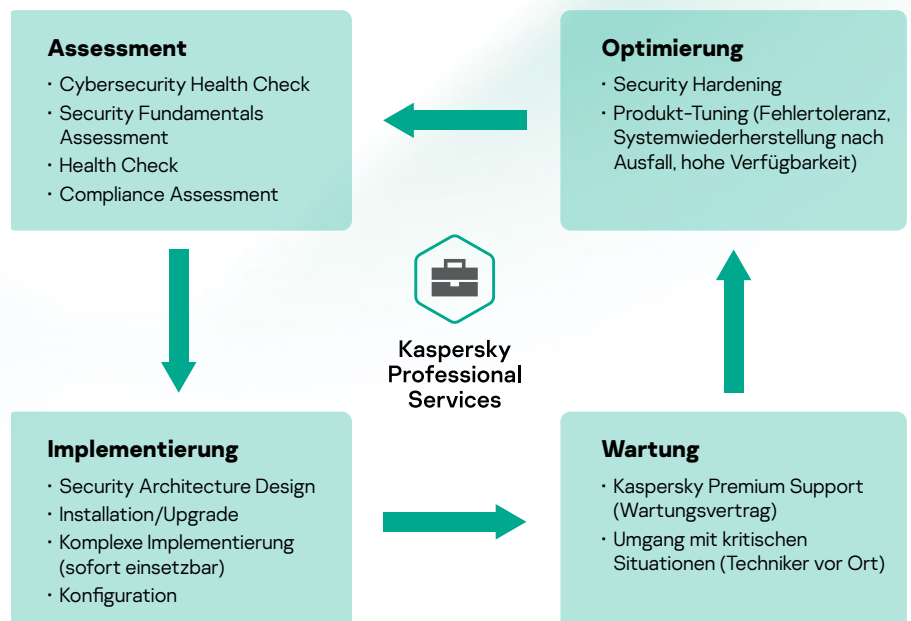 Assessment
· Cybersecurity Health Check
· Security Fundamentals
Assessment
· Health Check
· Compliance Assessment
Optimierung
· Security Hardening
· Produkt-Tuning (Fehlertoleranz,
Systemwiederherstellung nach
Ausfall, hohe Verfügbarkeit)
Kaspersky
Professional
Services
Implementierung
· Security Architecture Design
· Installation/Upgrade
· Komplexe Implementierung
(sofort einsetzbar)
· Konfiguration
Wartung
· Kaspersky Premium Support
(Wartungsvertrag)
· Umgang mit kritischen
Situationen (Techniker vor Ort)